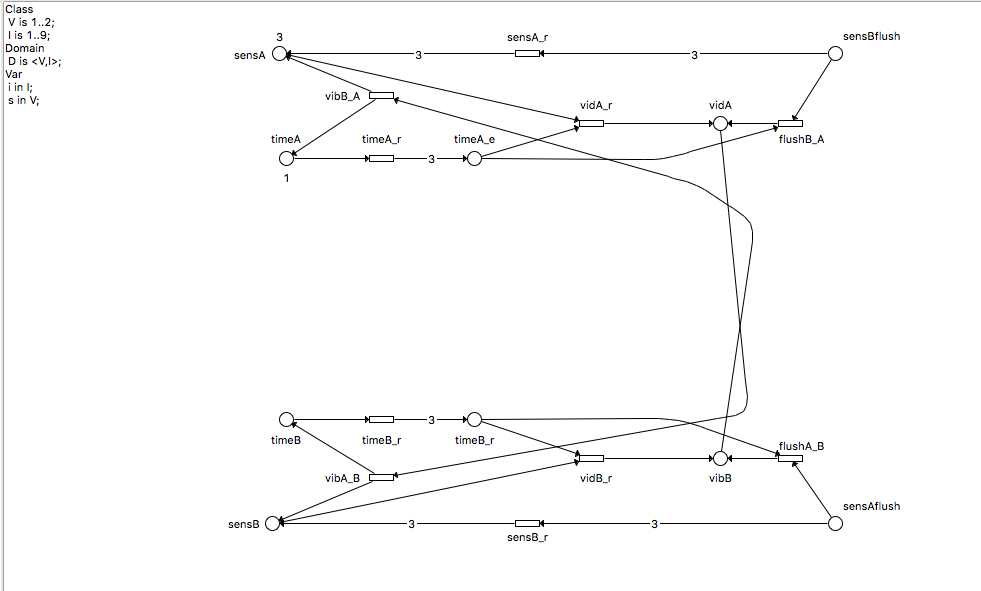 Class
V is 1..2;
I is 1..9;
Domain
D is <V,I>;
Var
i in I;
s in V;
3
sensA_r
sensBflush
sensA
3
3
vibB_A
vidA_r
vidA
timeA
timeA_r
timeA_e
flushB_A
3
1
3
timeB
timeB_r
timeB_r
flushA_B
vibA_B
vidB_r
vibB
sensAflush
sensB
3
3
sensB_r